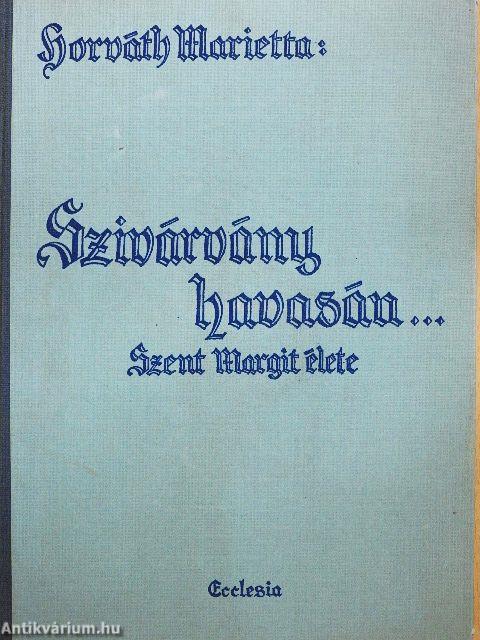 Horváth Marietta:
Szivárvány
havasán...
Szent Margit élete
Ecclesia
Antikvárium.hu